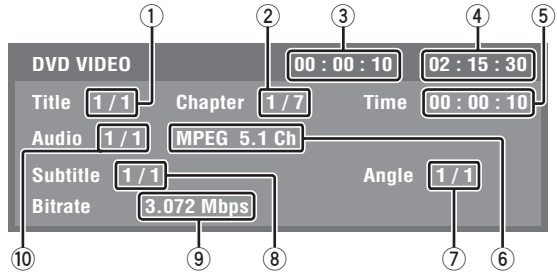 ① ② ③ ④ ⑤
DVD VIDEO 00 : 00 : 10 02 : 15 : 30
Title 1 / 1 Chapter 1 / 7 Time 00 : 00 : 10
Audio 1 / 1 MPEG 5.1 Ch
Subtitle 1 / 1 Angle 1 / 1
Bitrate 3.072 Mbps
⑩ ⑨ ⑧ ⑦ ⑥